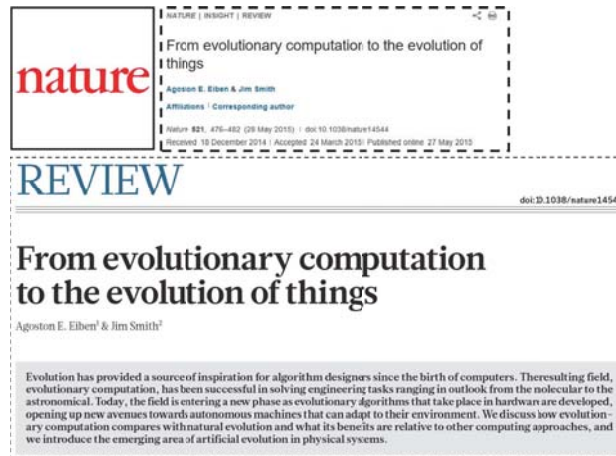 nature
NATURE | INSIGHT | REVIEW
From evolutionary computation to the evolution of
things
Agoston E. Eiben & Jim Smith
Affiliations | Corresponding author
Nature 521, 476–482 (28 May 2015) | doi:10.1038/nature14544
Received 18 December 2014 | Accepted 24 March 2015| Published online 27 May 2015
REVIEW
doi:10.1038/nature1454
From evolutionary computation
to the evolution of things
Agoston E. Eiben¹ & Jim Smith²
Evolution has provided a source of inspiration for algorithm designers since the birth of computers. The resulting field,
evolutionary computation, has been successful in solving engineering tasks ranging in outlook from the molecular to the
astronomical. Today, the field is entering a new phase as evolutionary algorithms that take place in hardware are developed,
opening up new avenues towards autonomous machines that can adapt to their environment. We discuss how evolution-
ary computation compares with natural evolution and what its benefits are relative to other computing approaches, and
we introduce the emerging area of artificial evolution in physical systems.